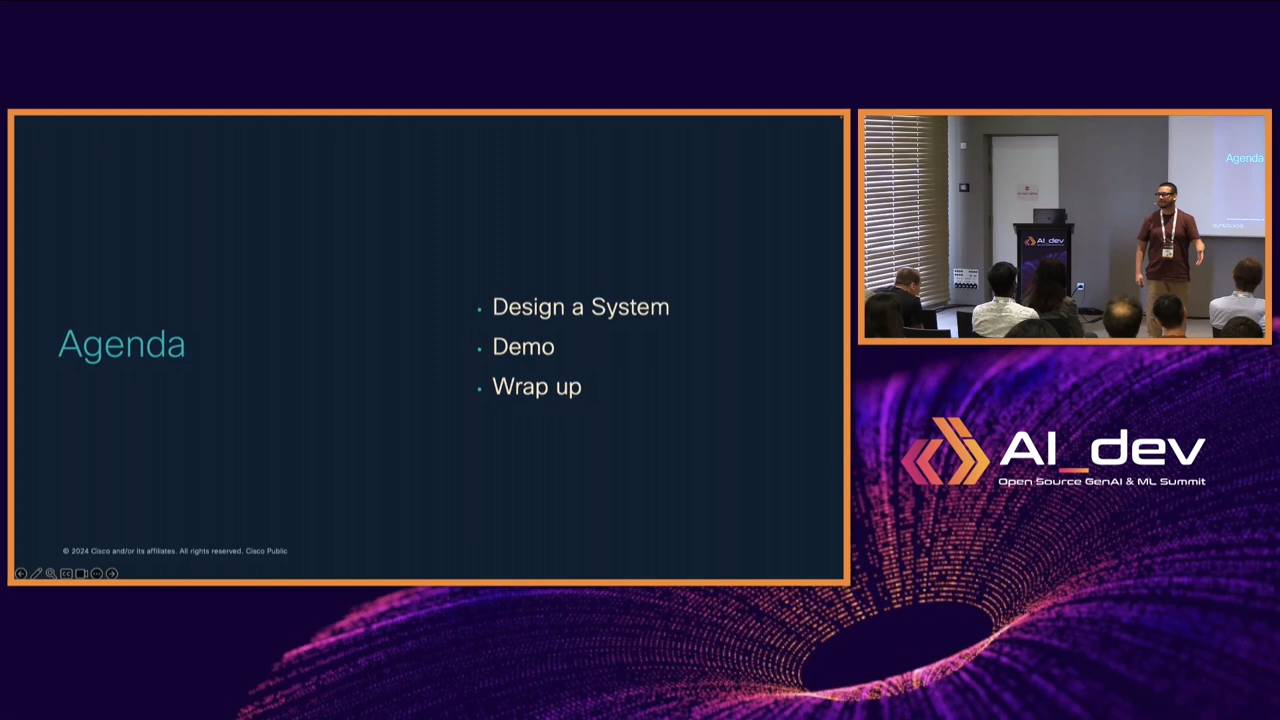 Agenda
• Design a System
• Demo
• Wrap up
© 2024 Cisco and/or its affiliates. All rights reserved. Cisco Public
Agenda
AI_dev
AI_dev
Open Source GenAI & ML Summit